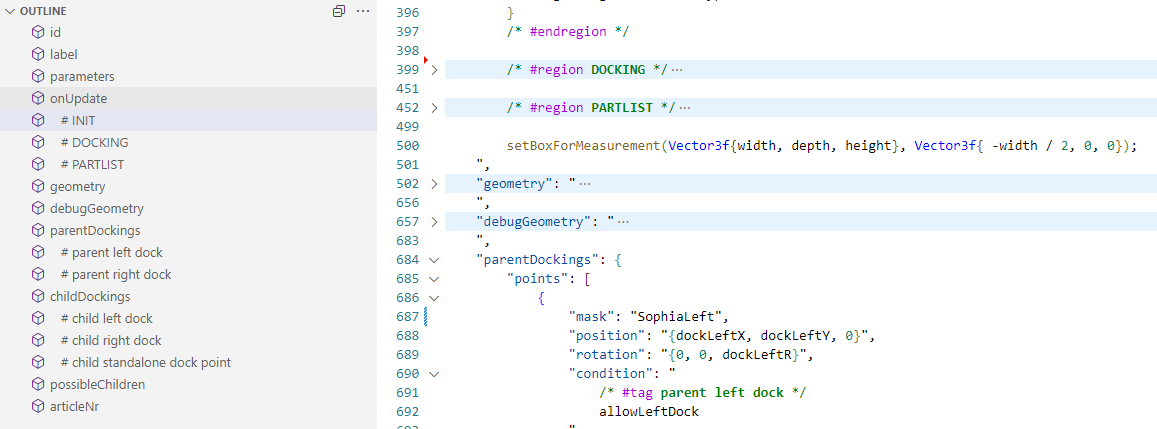 OUTLINE
id
label
parameters
onUpdate
# INIT
# DOCKING
# PARTLIST
geometry
debugGeometry
parentDockings
# parent left dock
# parent right dock
childDockings
# child left dock
# child right dock
# child standalone dock point
possibleChildren
articleNr
396 }
397 /* #endregion */
398
399 /* #region DOCKING */ ...
451
452 /* #region PARTLIST */ ...
499
500 setBoxForMeasurement(Vector3f{width, depth, height}, Vector3f{ -width / 2, 0, 0});
501 ",
502 "geometry": " ...
656 ",
657 "debugGeometry": " ...
683 ",
684 "parentDockings": {
685 "points": [
686 {
687 "mask": "SophiaLeft",
688 "position": "{dockLeftX, dockLeftY, 0}",
689 "rotation": "{0, 0, dockLeftR}",
690 "condition": "
691 /* #tag parent left dock */
692 allowLeftDock